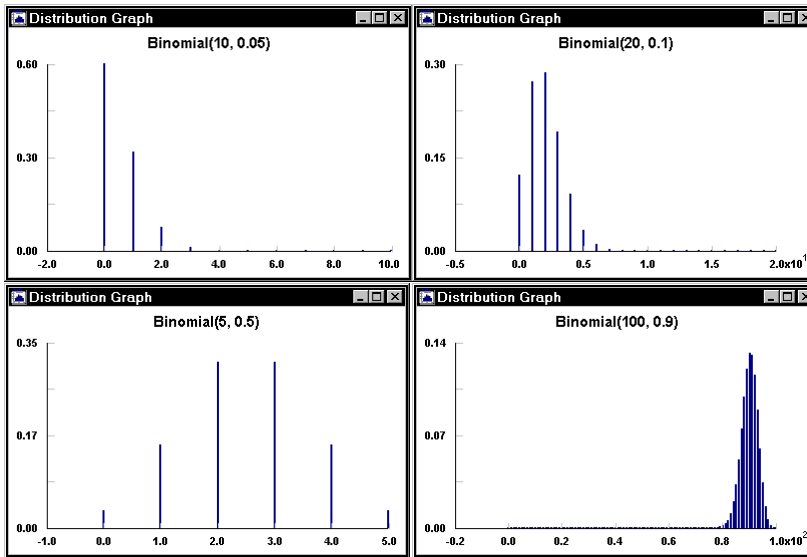 Distribution Graph
Binomial(10, 0.05)
0.60
0.30
0.00
-2.0 0.0 2.0 4.0 6.0 8.0 10.0
Distribution Graph
Binomial(20, 0.1)
0.30
0.15
0.00
-0.5 0.0 0.5 1.0 1.5 2.0x10^1
Distribution Graph
Binomial(5, 0.5)
0.35
0.17
0.00
-1.0 0.0 1.0 2.0 3.0 4.0 5.0
Distribution Graph
Binomial(100, 0.9)
0.14
0.07
0.00
-0.2 0.0 0.2 0.4 0.6 0.8 1.0x10^2